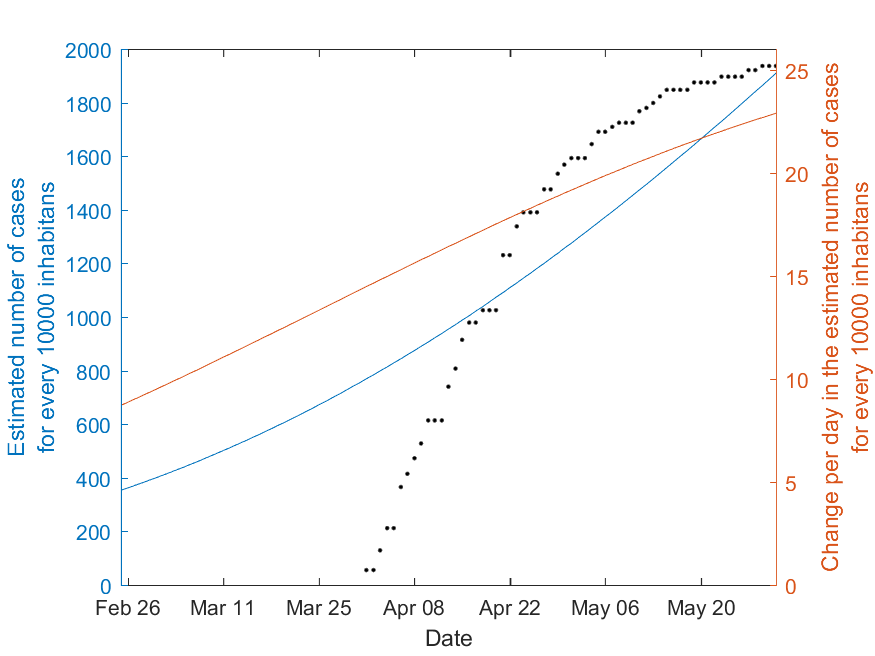 2000
1800
1600
1400
1200
1000
800
600
400
200
0
Estimated number of cases
for every 10000 inhabitans
25
20
15
10
5
0
Change per day in the estimated number of cases
for every 10000 inhabitans
Feb 26 Mar 11 Mar 25 Apr 08 Apr 22 May 06 May 20
Date